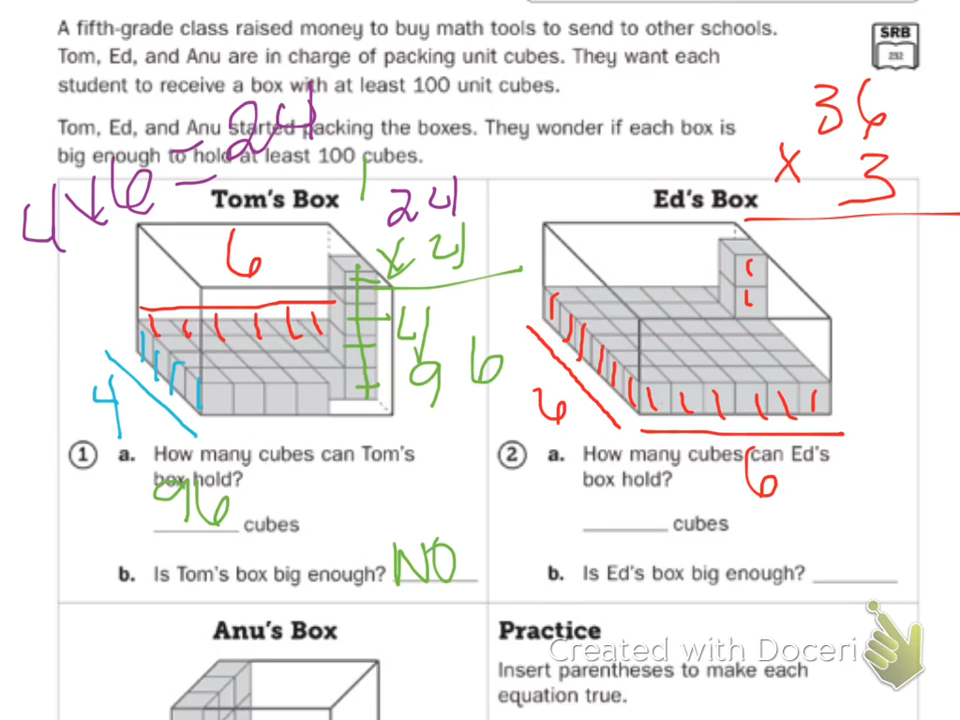 A fifth-grade class raised money to buy math tools to send to other schools.
Tom, Ed, and Anu are in charge of packing unit cubes. They want each
student to receive a box with at least 100 unit cubes.
SRB
292
Tom, Ed, and Anu started packing the boxes. They wonder if each box is
big enough to hold at least 100 cubes.
4x6=24
36
x 3
Tom's Box
1
24
x 4
96
6
4
1 a. How many cubes can Tom's
box hold?
96 cubes
b. Is Tom's box big enough? NO
Ed's Box
6
6
2 a. How many cubes can Ed's
box hold?
______ cubes
b. Is Ed's box big enough? ______
Anu's Box
Practice
Insert parentheses to make each
equation true.
Created with Doceri